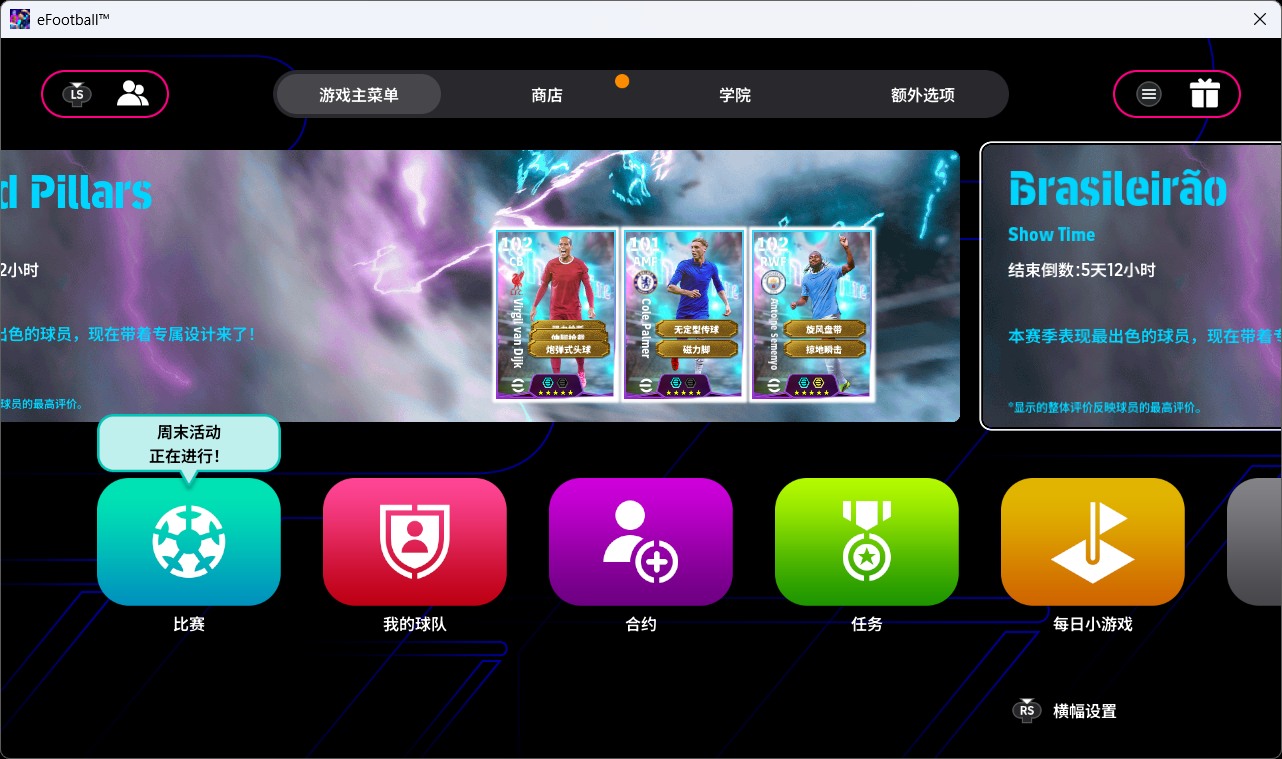 eFootball™
LS
游戏主菜单
商店
学院
额外选项
d Pillars
2小时
出色的球员，现在带着专属设计来了！
球员的最高评价。
102
CB
Virgil van Dijk
炮弹式头球
101
AMF
Cole Palmer
无定型传球
磁力脚
102
RWF
Antoine Semenyo
旋风盘带
掠地瞬击
Brasileirão
Show Time
结束倒数：5天12小时
本赛季表现最出色的球员，现在带着
*显示的整体评价反映球员的最高评价。
周末活动
正在进行！
比赛
我的球队
合约
任务
每日小游戏
RS
横幅设置